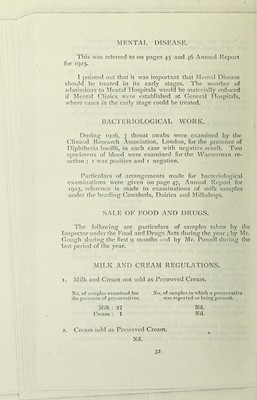 MENTAL DISEASE.
This was referred to on pages 45 and 46 Annual Report
for 1925.
I pointed out that it was important that Mental Disease
should be treated in its early stages. The number of
admissions to Mental Hospitals would be materially reduced
if Mental Clinics were established at General Hospitals,
where cases in the early stage could be treated.
BACTERIOLOGICAL WORK.
During 1926, 7 throat swabs were examined by the
Clinical Research Association, London, for the presence of
Diphtheria bacilli, in each case with negative result. Two
specimens of blood were examined for the Wasserman re-
action; 1 was positive and 1 negative.
Particulars of arrangements made for bacteriological
examinations were given on page 47, Annual Report for
1925, reference is made to examinations of milk samples
under the heading Cowsheds, Dairies and Milkshops.
SALE OF FOOD AND DRUGS.
The following are particulars of samples taken by the
Inspector under the Food and Drugs Acts during the year; by Mr.
Gough during the first 9 months and by Mr. Powell during the
last period of the year.
MILK AND CREAM REGULATIONS.
1. Milk and Cream not sold as Preserved Cream.
No. of samples examined for No. of samples in which a preservative
the presence of preservative. was reported as being present.
Milk: 87 Nil.
Cream: 1 Nil.
2. Cream sold as Preserved Cream.
Nil.
32